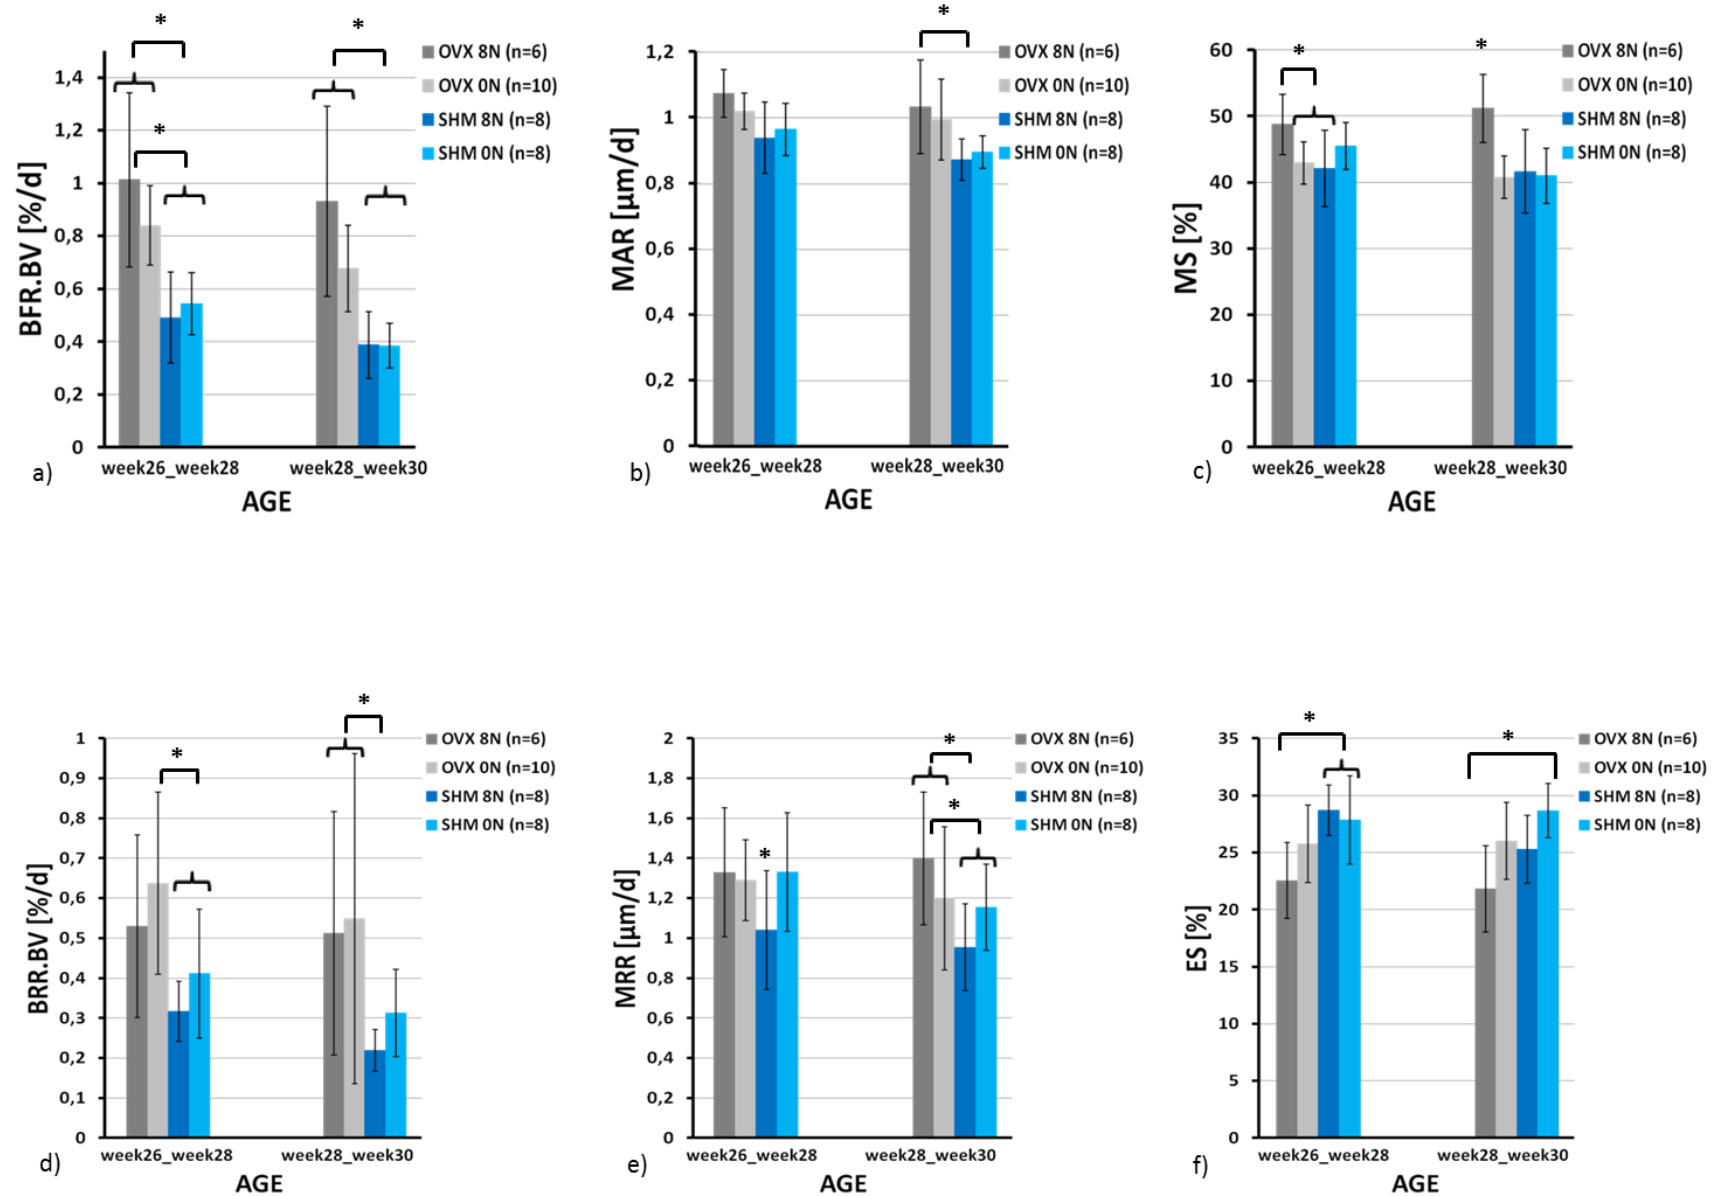 *
*
*
*
BFR.BV [%/d]
1,4
1,2
1
0,8
0,6
0,4
0,2
0
OVX 8N (n=6)
OVX 0N (n=10)
SHM 8N (n=8)
SHM 0N (n=8)
week26_week28
week28_week30
a)
AGE
MAR [µm/d]
1,2
1
0,8
0,6
0,4
0,2
0
OVX 8N (n=6)
OVX 0N (n=10)
SHM 8N (n=8)
SHM 0N (n=8)
week26_week28
week28_week30
b)
AGE
*
*
MS [%]
60
50
40
30
20
10
0
OVX 8N (n=6)
OVX 0N (n=10)
SHM 8N (n=8)
SHM 0N (n=8)
week26_week28
week28_week30
c)
AGE
*
*
BRR.BV [%/d]
1
0,9
0,8
0,7
0,6
0,5
0,4
0,3
0,2
0,1
0
OVX 8N (n=6)
OVX 0N (n=10)
SHM 8N (n=8)
SHM 0N (n=8)
week26_week28
week28_week30
d)
AGE
*
*
*
MRR [µm/d]
2
1,8
1,6
1,4
1,2
1
0,8
0,6
0,4
0,2
0
OVX 8N (n=6)
OVX 0N (n=10)
SHM 8N (n=8)
SHM 0N (n=8)
week26_week28
week28_week30
e)
AGE
*
*
ES [%]
35
30
25
20
15
10
5
0
OVX 8N (n=6)
OVX 0N (n=10)
SHM 8N (n=8)
SHM 0N (n=8)
week26_week28
week28_week30
f)
AGE